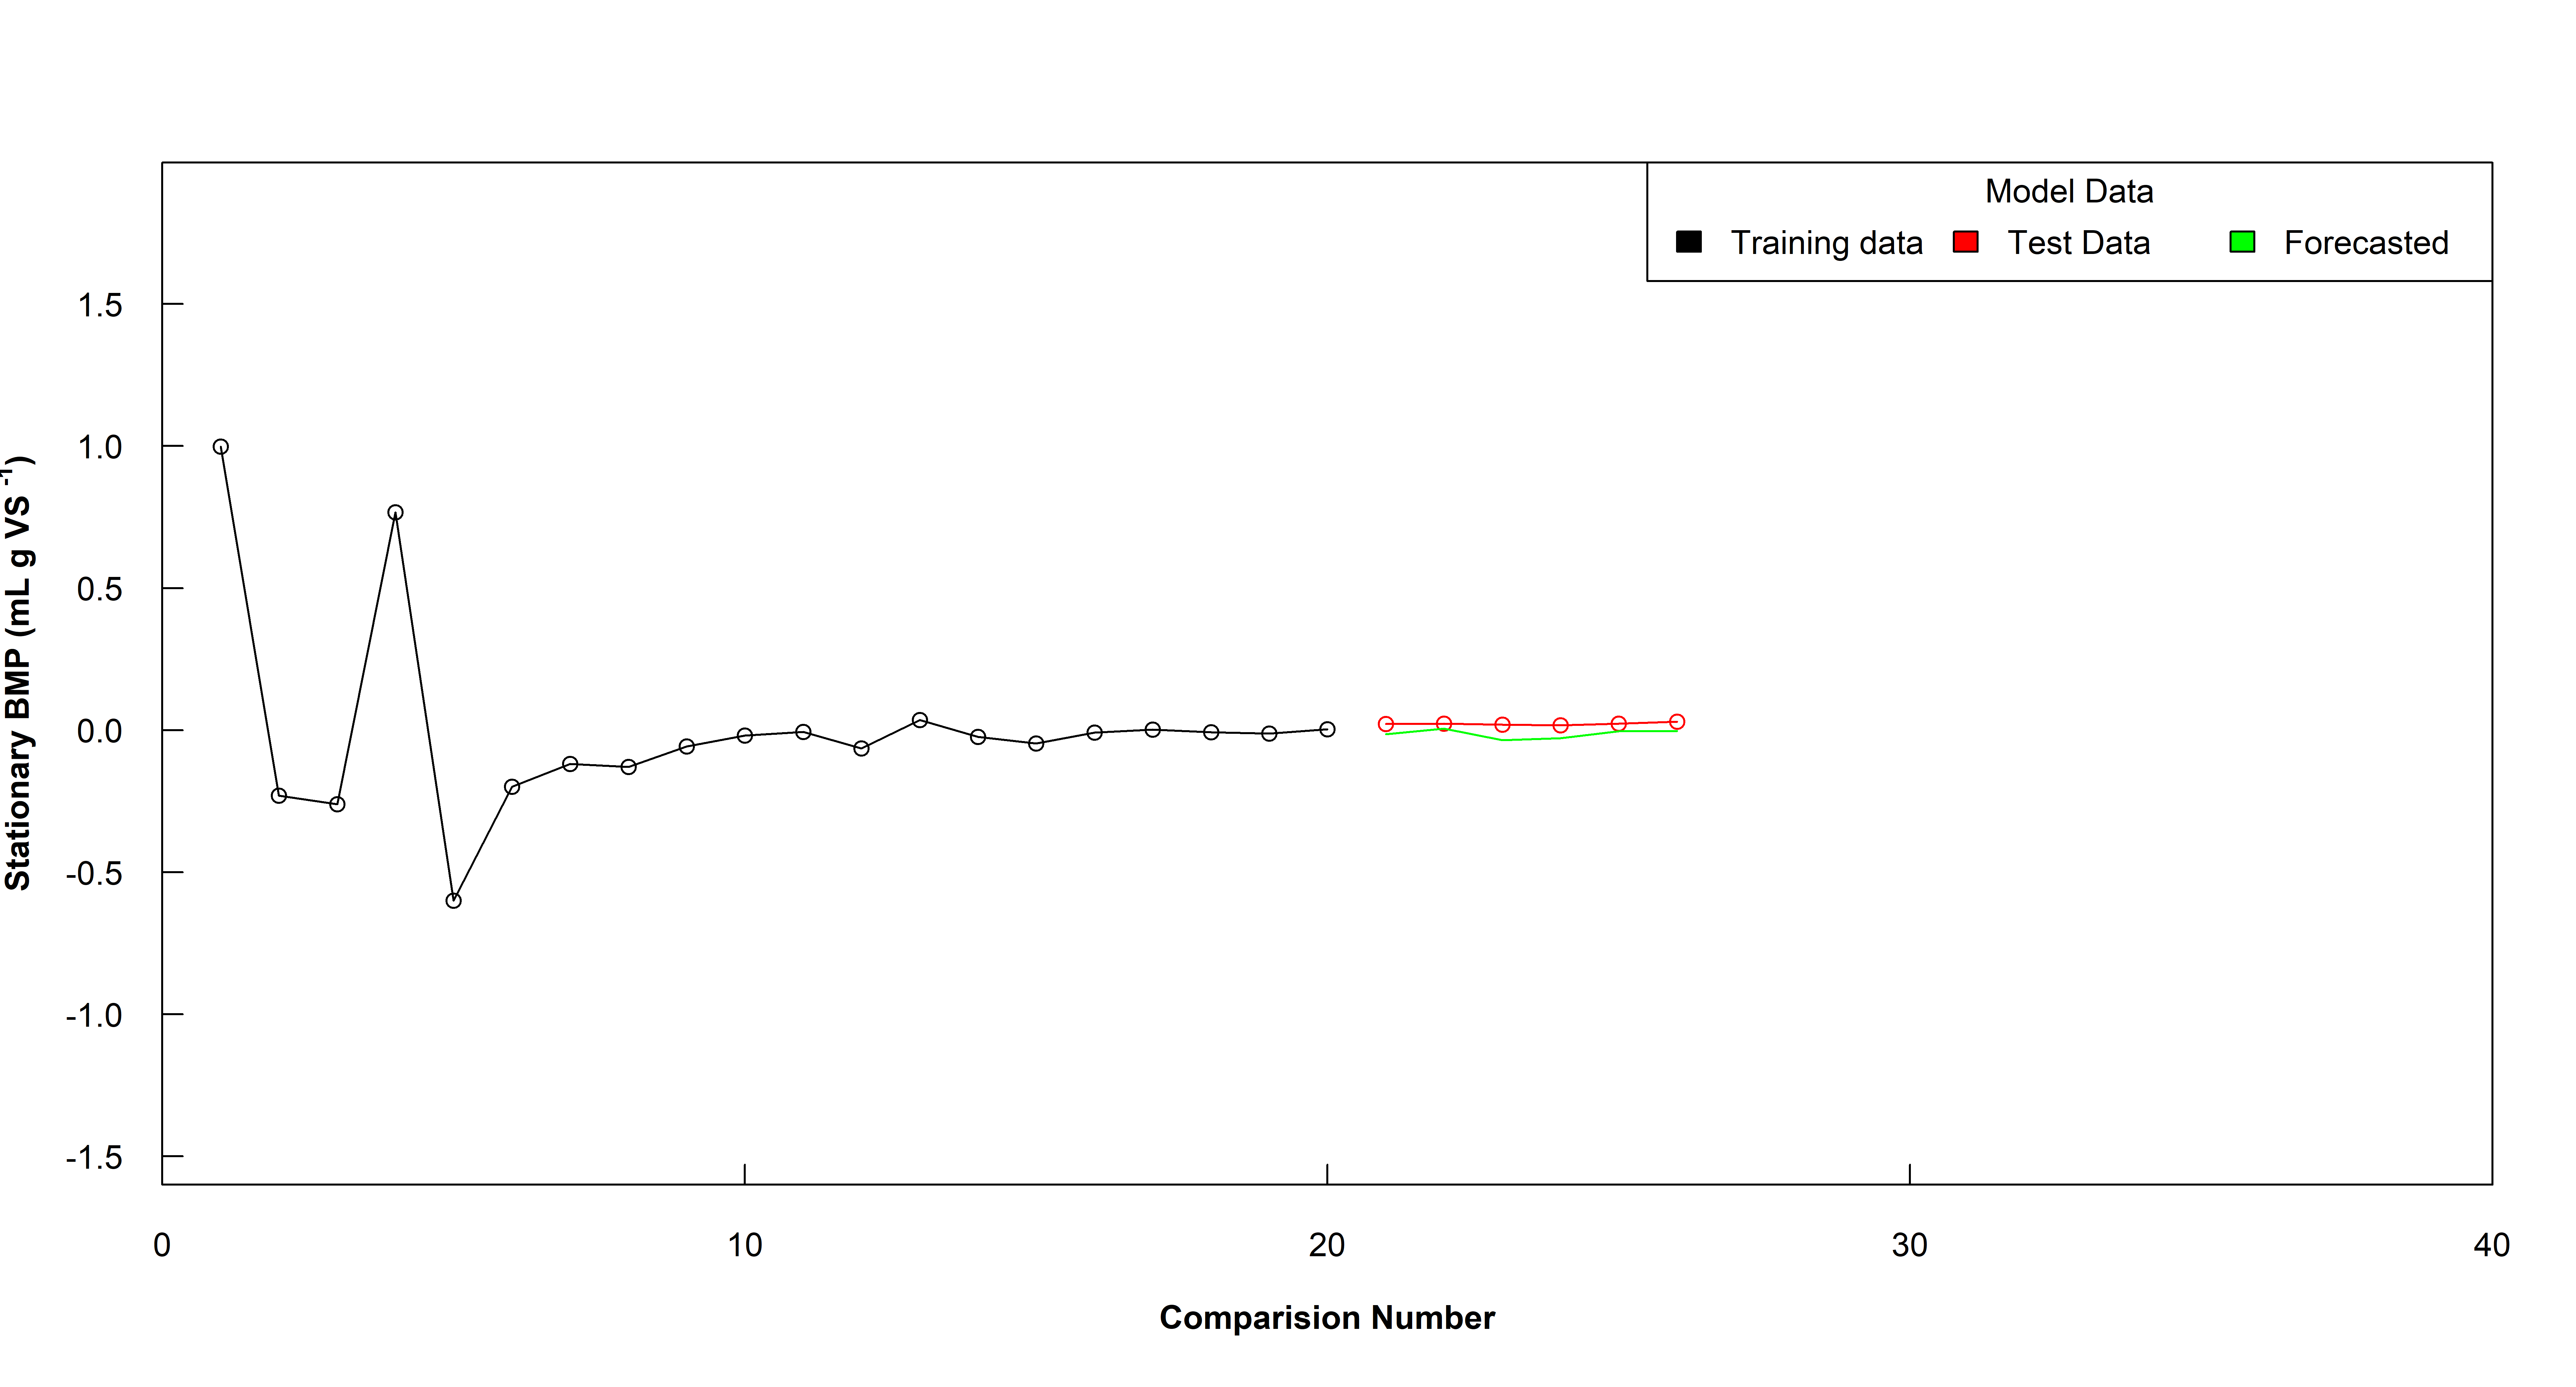 Model Data
Training data Test Data Forecasted
1.5
1.0
0.5
0.0
-0.5
-1.0
-1.5
Stationary BMP (mL g VS -1)
0 10 20 30 40
Comparision Number